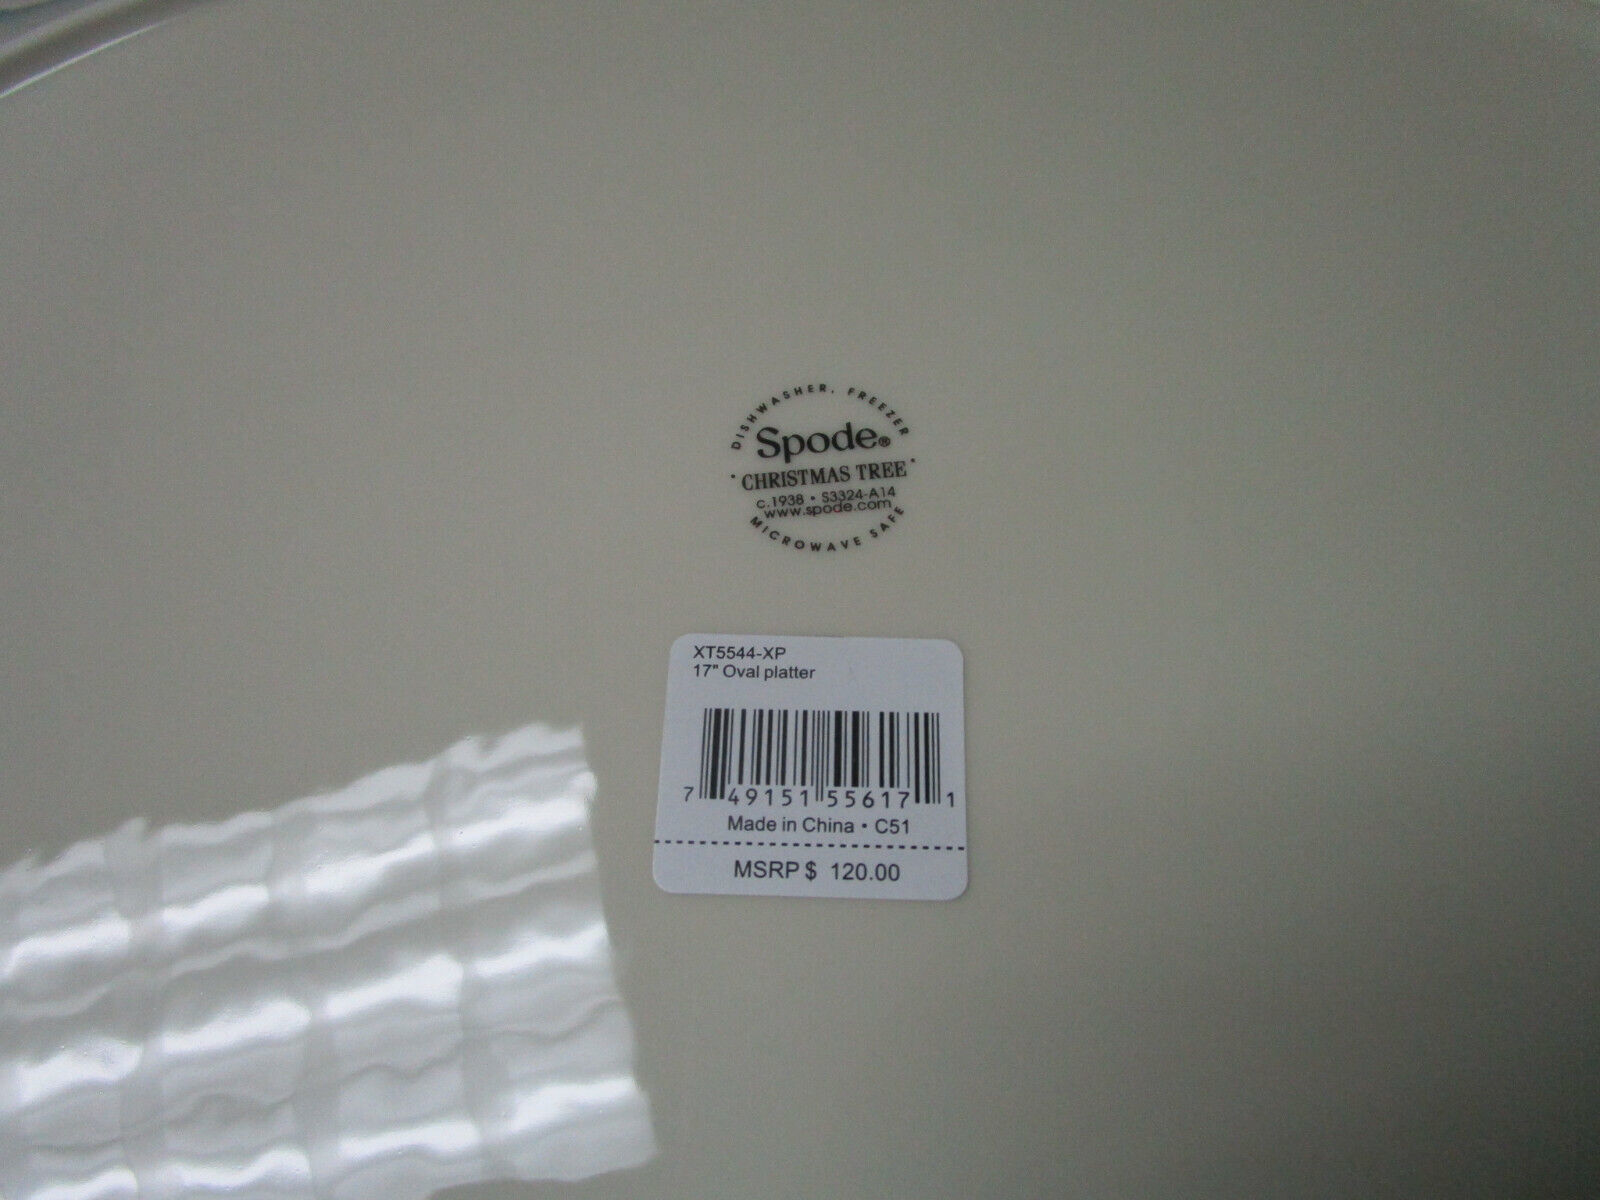 DISHWASHER, FREEZER
Spode®
· CHRISTMAS TREE ·
c.1938 • S3324-A14
www.spode.com
MICROWAVE SAFE
XT5544-XP
17" Oval platter
7 49151 55617 1
Made in China • C51
MSRP $ 120.00